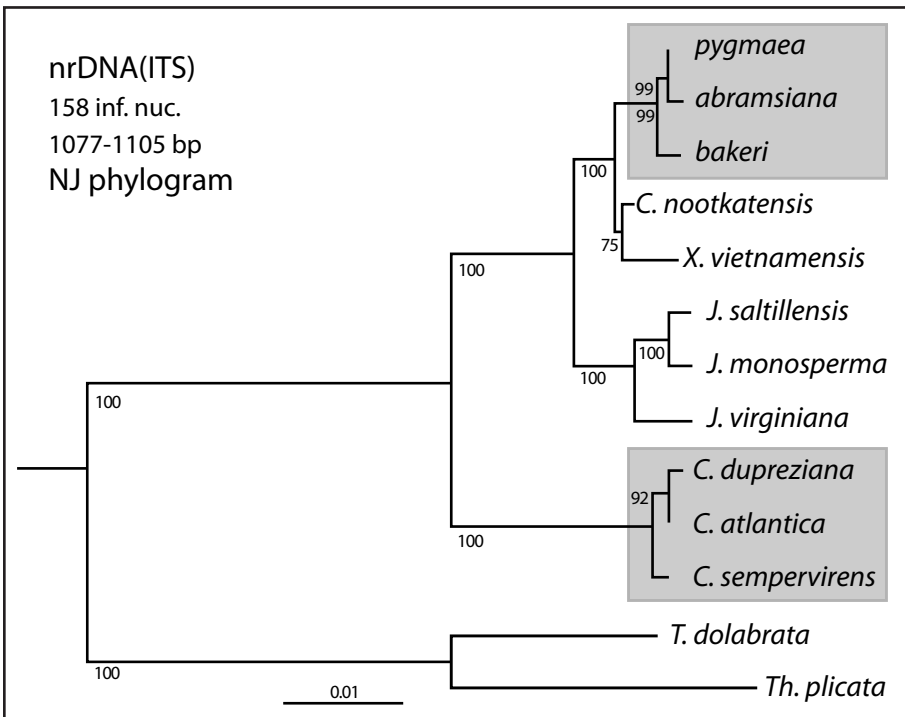 nrDNA(ITS)
158 inf. nuc.
1077-1105 bp
NJ phylogram
pygmaea
99
abramsiana
99
bakeri
100
C. nootkatensis
75
X. vietnamensis
100
J. saltillensis
100
J. monosperma
100
J. virginiana
100
C. dupreziana
92
C. atlantica
100
C. sempervirens
T. dolabrata
100
Th. plicata
0.01